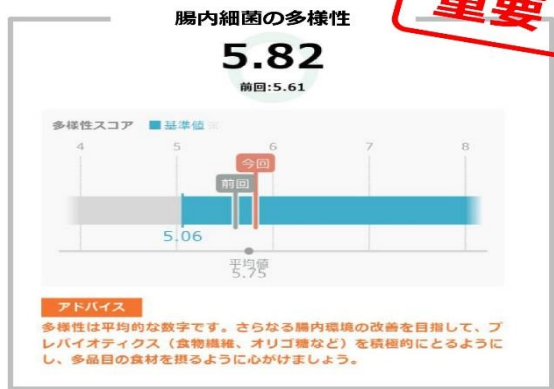 重要
腸内細菌の多様性
5.82
前回:5.61
多様性スコア ■基準値
4 5 6 7 8
今回
前回
5.06
平均値
5.75
アドバイス
多様性は平均的な数字です。さらなる腸内環境の改善を目指して、プ
レバイオティクス（食物繊維、オリゴ糖など）を積極的にとるように
し、多品目の食材を摂るように心がけましょう。